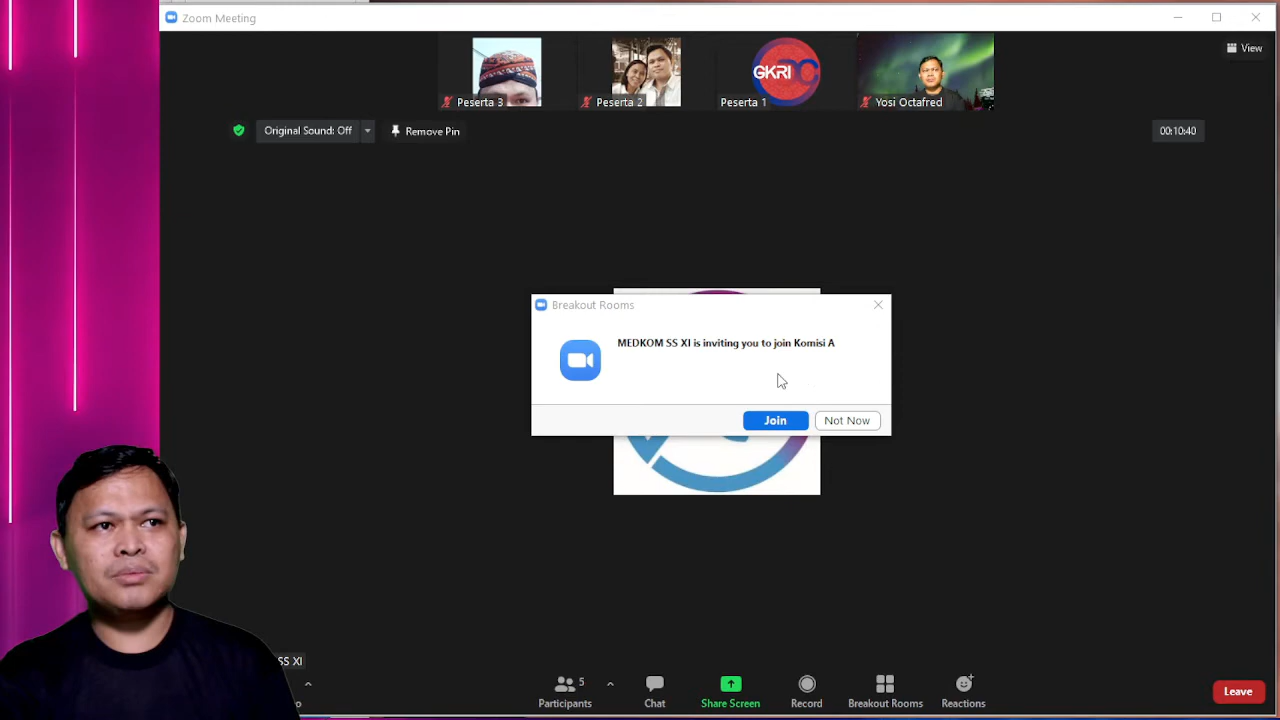 Zoom Meeting
View
Peserta 3
Peserta 2
GKRI
Peserta 1
Yosi Octafred
Original Sound: Off
Remove Pin
00:10:40
Breakout Rooms
MEDKOM SS XI is inviting you to join Komisi A
Join
Not Now
SS XI
Participants
5
Chat
Share Screen
Record
Breakout Rooms
Reactions
Leave